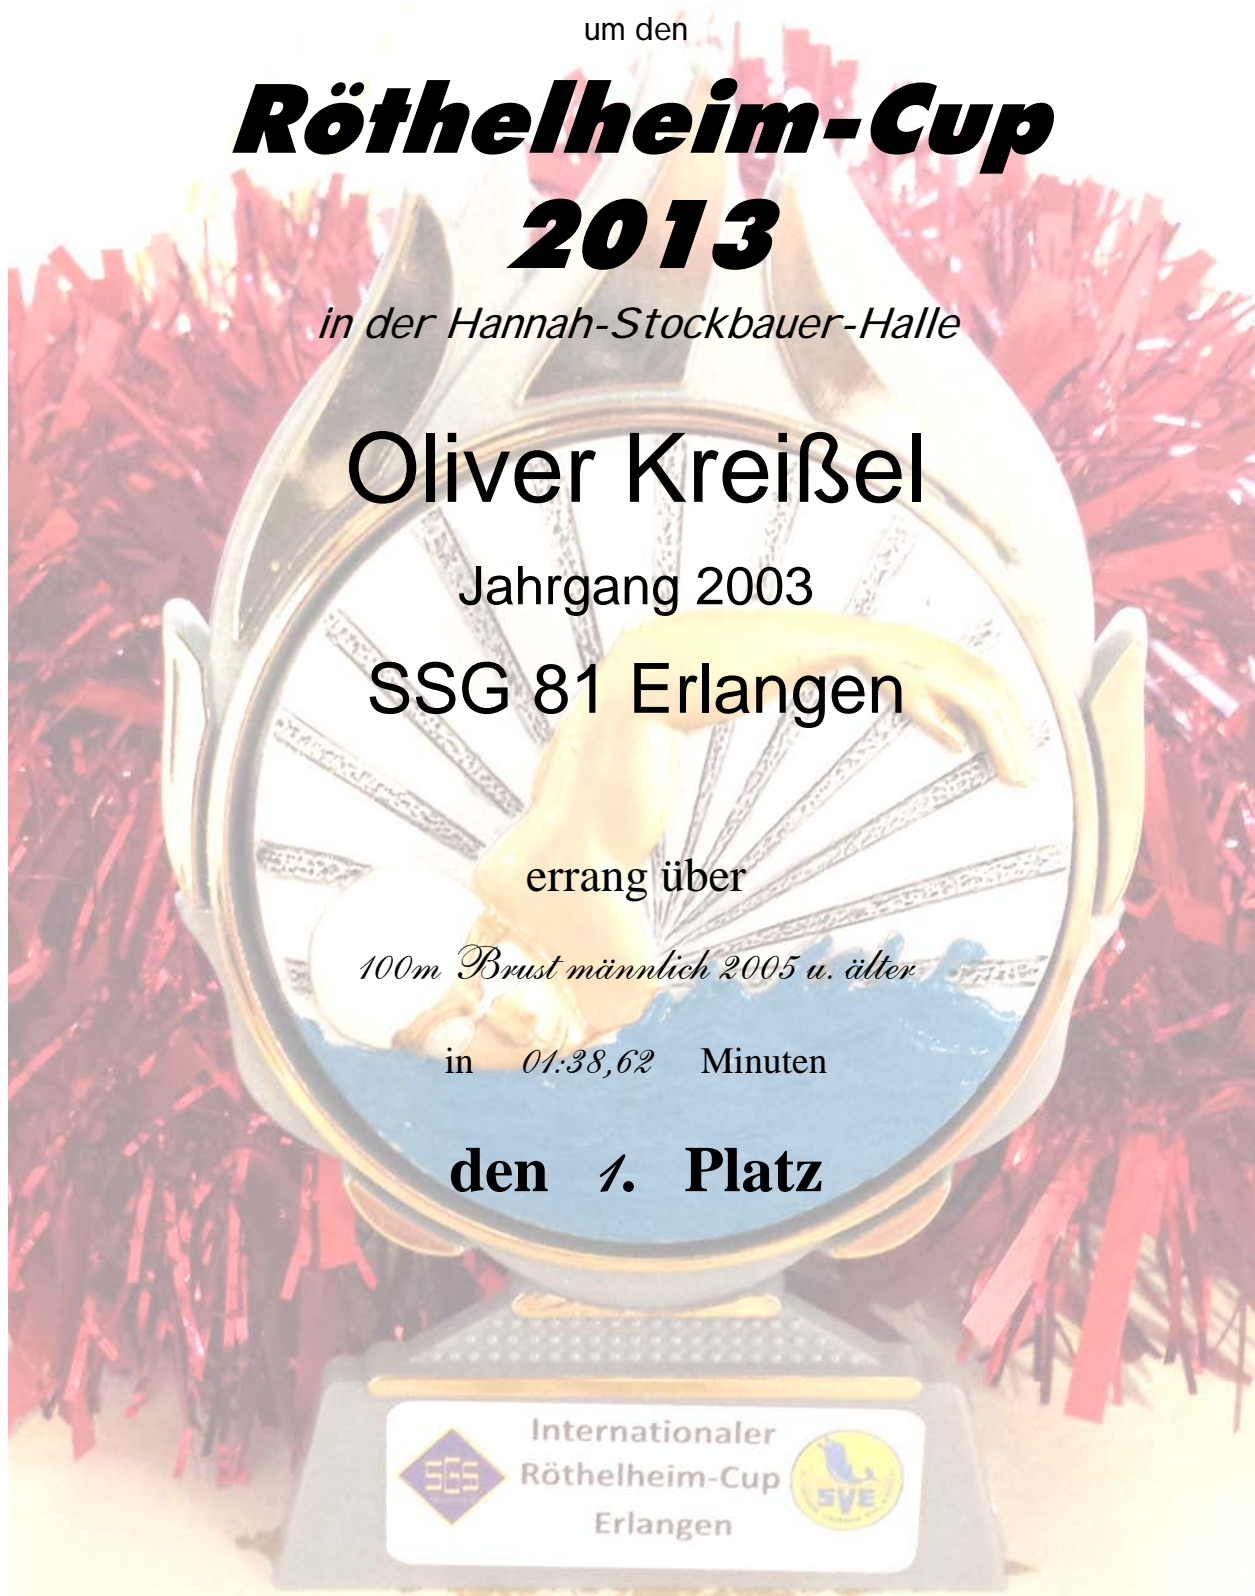 um den
Röthelheim-Cup
2013
in der Hannah-Stockbauer-Halle
Oliver Kreißel
Jahrgang 2003
SSG 81 Erlangen
errang über
100m Brust männlich 2005 u. älter
in 01:38,62 Minuten
den 1. Platz
Internationaler
SGS Röthelheim-Cup SVE
Erlangen